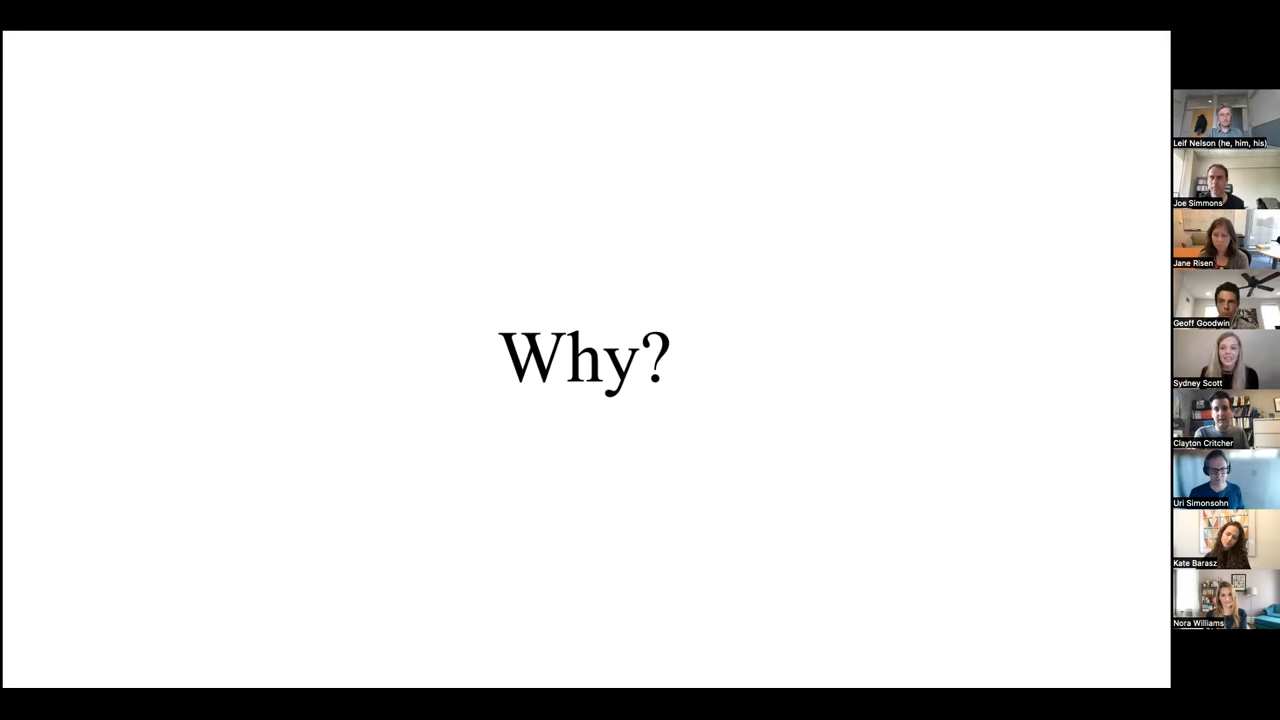 Why?
Leif Nelson (he, him, his)
Joe Simmons
Jane Risen
Geoff Goodwin
Sydney Scott
Clayton Critcher
Uri Simonsohn
Kate Barasz
Nora Williams